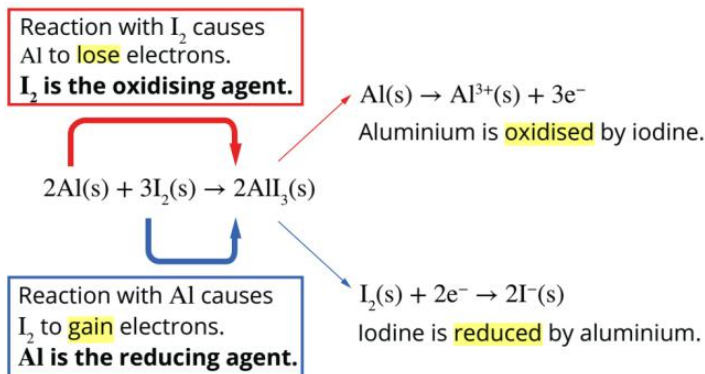 Reaction with I₂ causes
Al to lose electrons.
I₂ is the oxidising agent.
Al(s) → Al³⁺(s) + 3e⁻
Aluminium is oxidised by iodine.
2Al(s) + 3I₂(s) → 2AlI₃(s)
Reaction with Al causes
I₂ to gain electrons.
Al is the reducing agent.
I₂(s) + 2e⁻ → 2I⁻(s)
Iodine is reduced by aluminium.